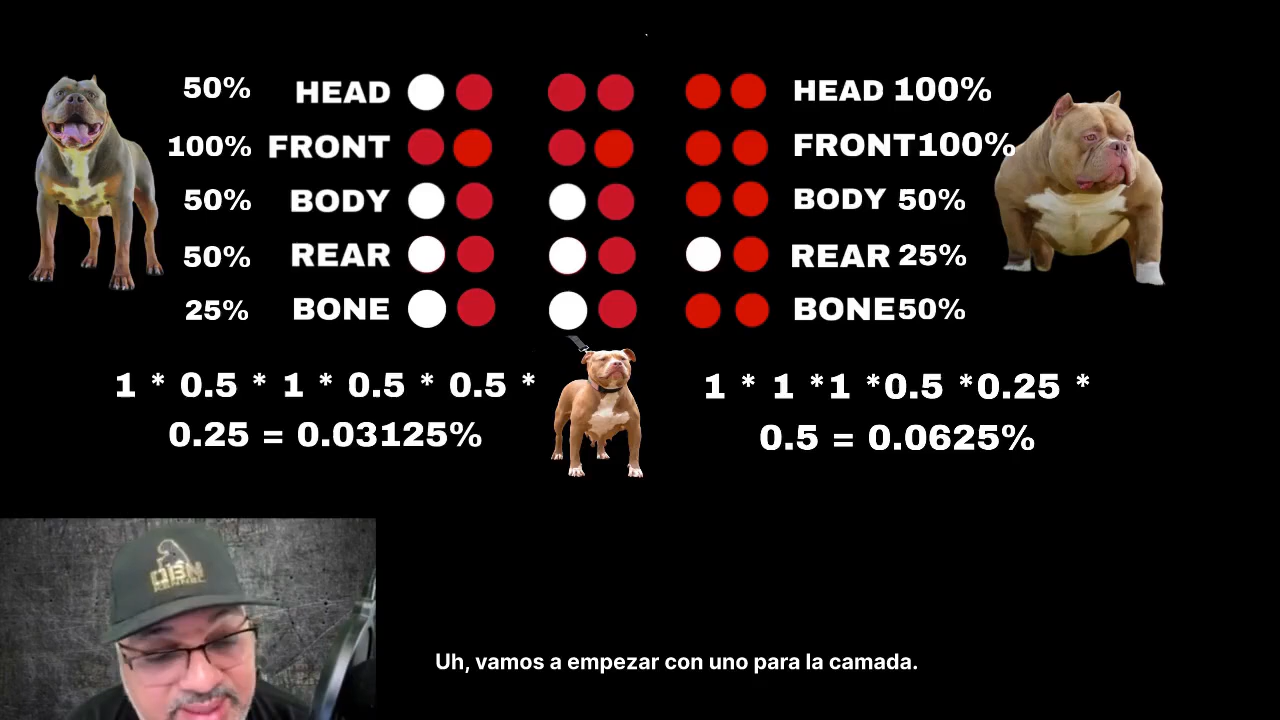 50% HEAD HEAD 100%
100% FRONT FRONT100%
50% BODY BODY 50%
50% REAR REAR 25%
25% BONE BONE50%
1 * 0.5 * 1 * 0.5 * 0.5 *
0.25 = 0.03125%
1 * 1 *1 *0.5 *0.25 *
0.5 = 0.0625%
QBN
KENNEL
Uh, vamos a empezar con uno para la camada.